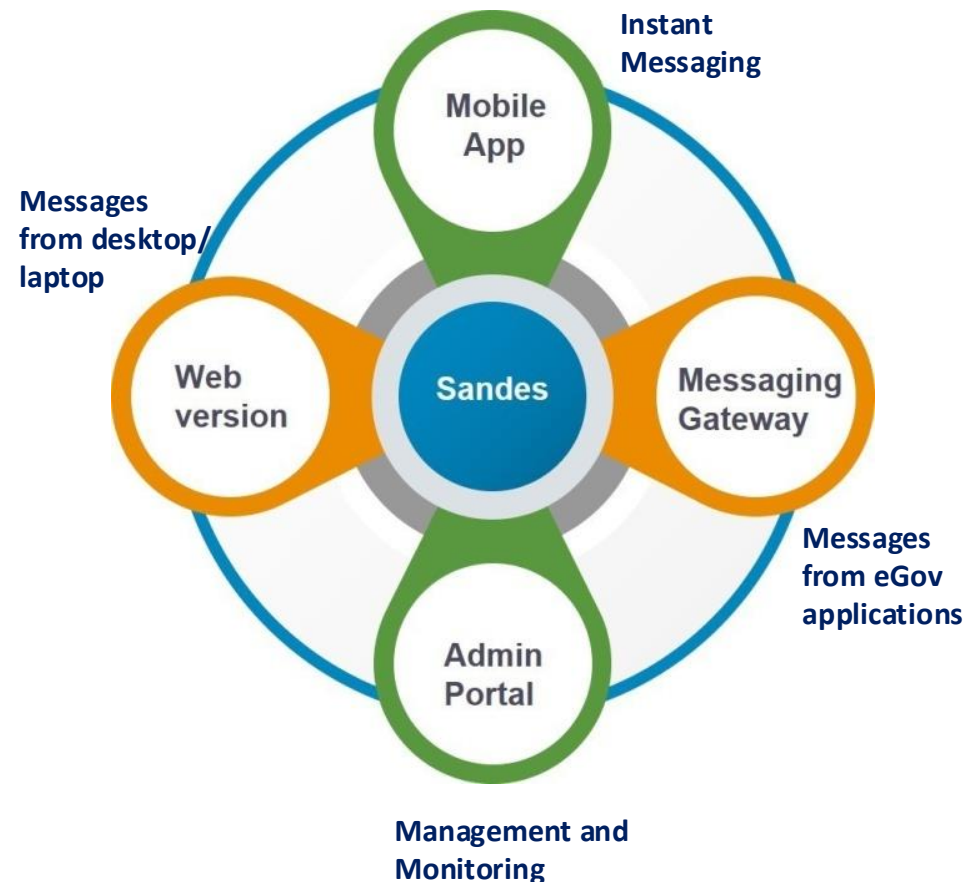 Instant
Messaging
Mobile
App
Messages
from desktop/
laptop
Web
version
Sandes
Messaging
Gateway
Messages
from eGov
applications
Admin
Portal
Management and
Monitoring